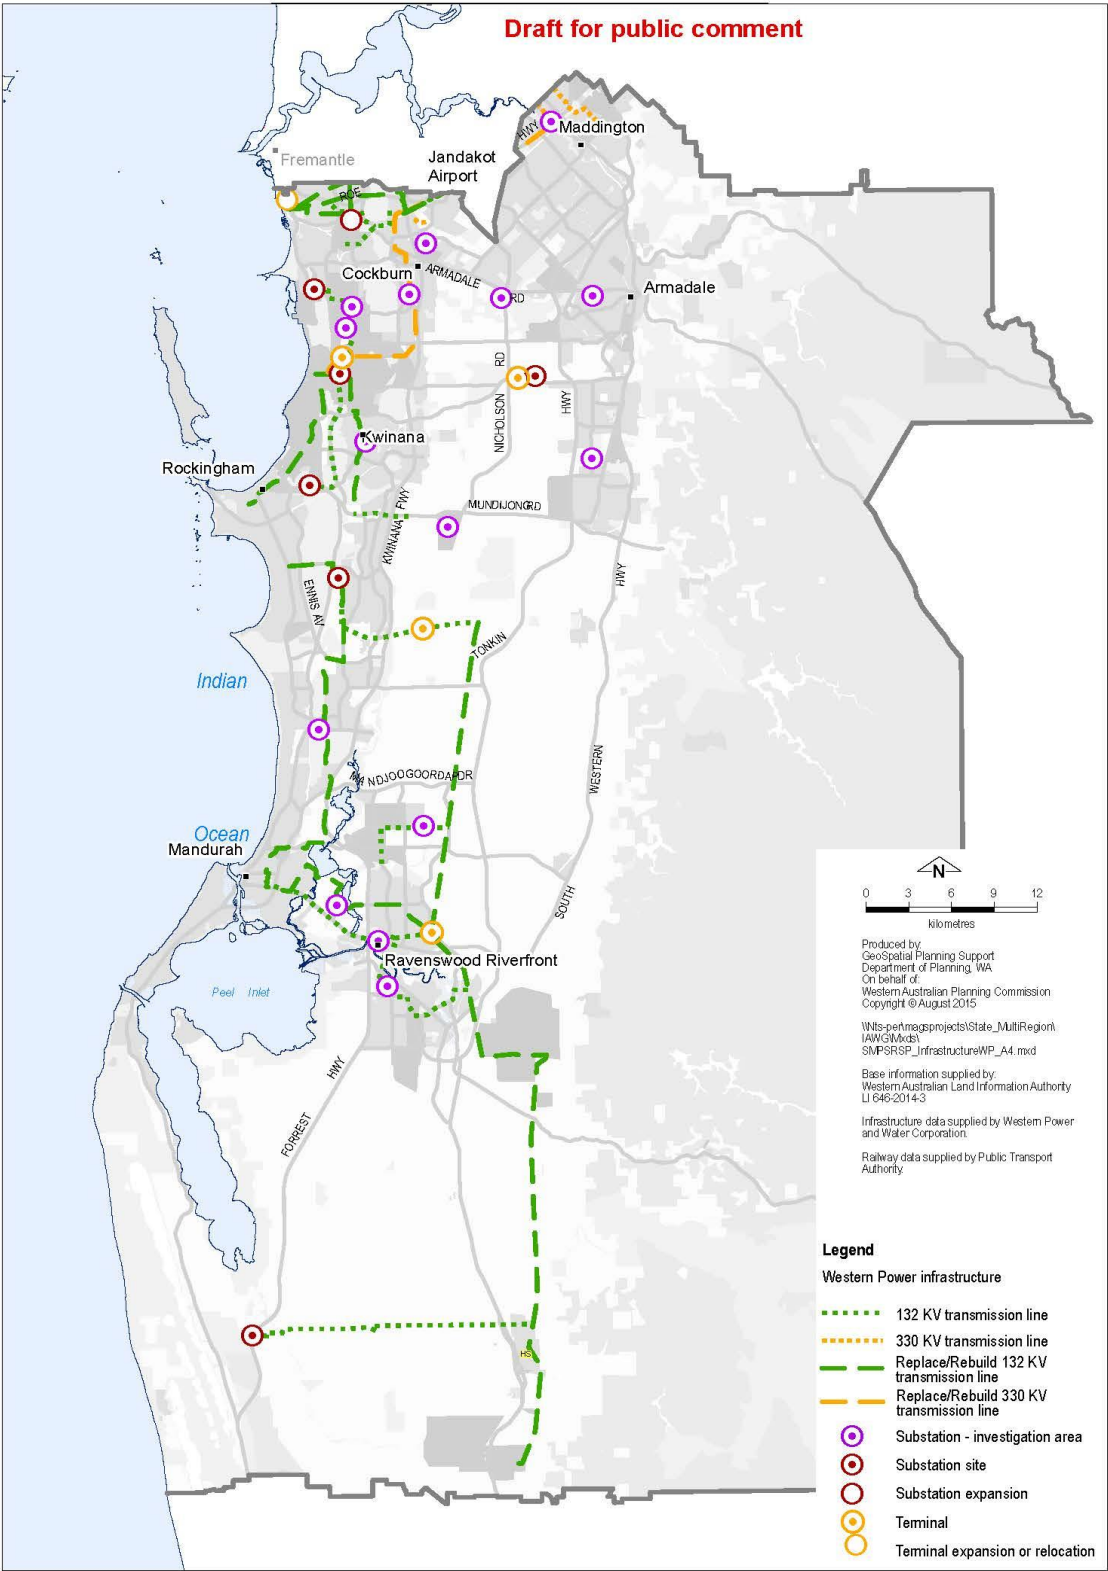 Draft for public comment
HWY
Maddington
Fremantle
Jandakot
Airport
ROE
Cockburn
ARMADALE
RD
Armadale
RD
NICHOLSON
HWY
Kwinana
Rockingham
KWINANA FWY
MUNDIJONG RD
ENNIS AV
HWY
TONKIN
Indian
WESTERN
MANDJOOGOORDAP DR
Ocean
Mandurah
SOUTH
Ravenswood Riverfront
Peel Inlet
HWY
FORREST
HS
N
0 3 6 9 12
kilometres
Produced by:
GeoSpatial Planning Support
Department of Planning, WA
On behalf of:
Western Australian Planning Commission
Copyright © August 2015
\\Nts-per\magsprojects\State_MultiRegion\
IAWG\Mxds\
SMPSRSP_InfrastructureWP_A4.mxd
Base information supplied by:
Western Australian Land Information Authority
LI 646-2014-3
Infrastructure data supplied by Western Power
and Water Corporation.
Railway data supplied by Public Transport
Authority.
Legend
Western Power infrastructure
132 KV transmission line
330 KV transmission line
Replace/Rebuild 132 KV
transmission line
Replace/Rebuild 330 KV
transmission line
Substation - investigation area
Substation site
Substation expansion
Terminal
Terminal expansion or relocation